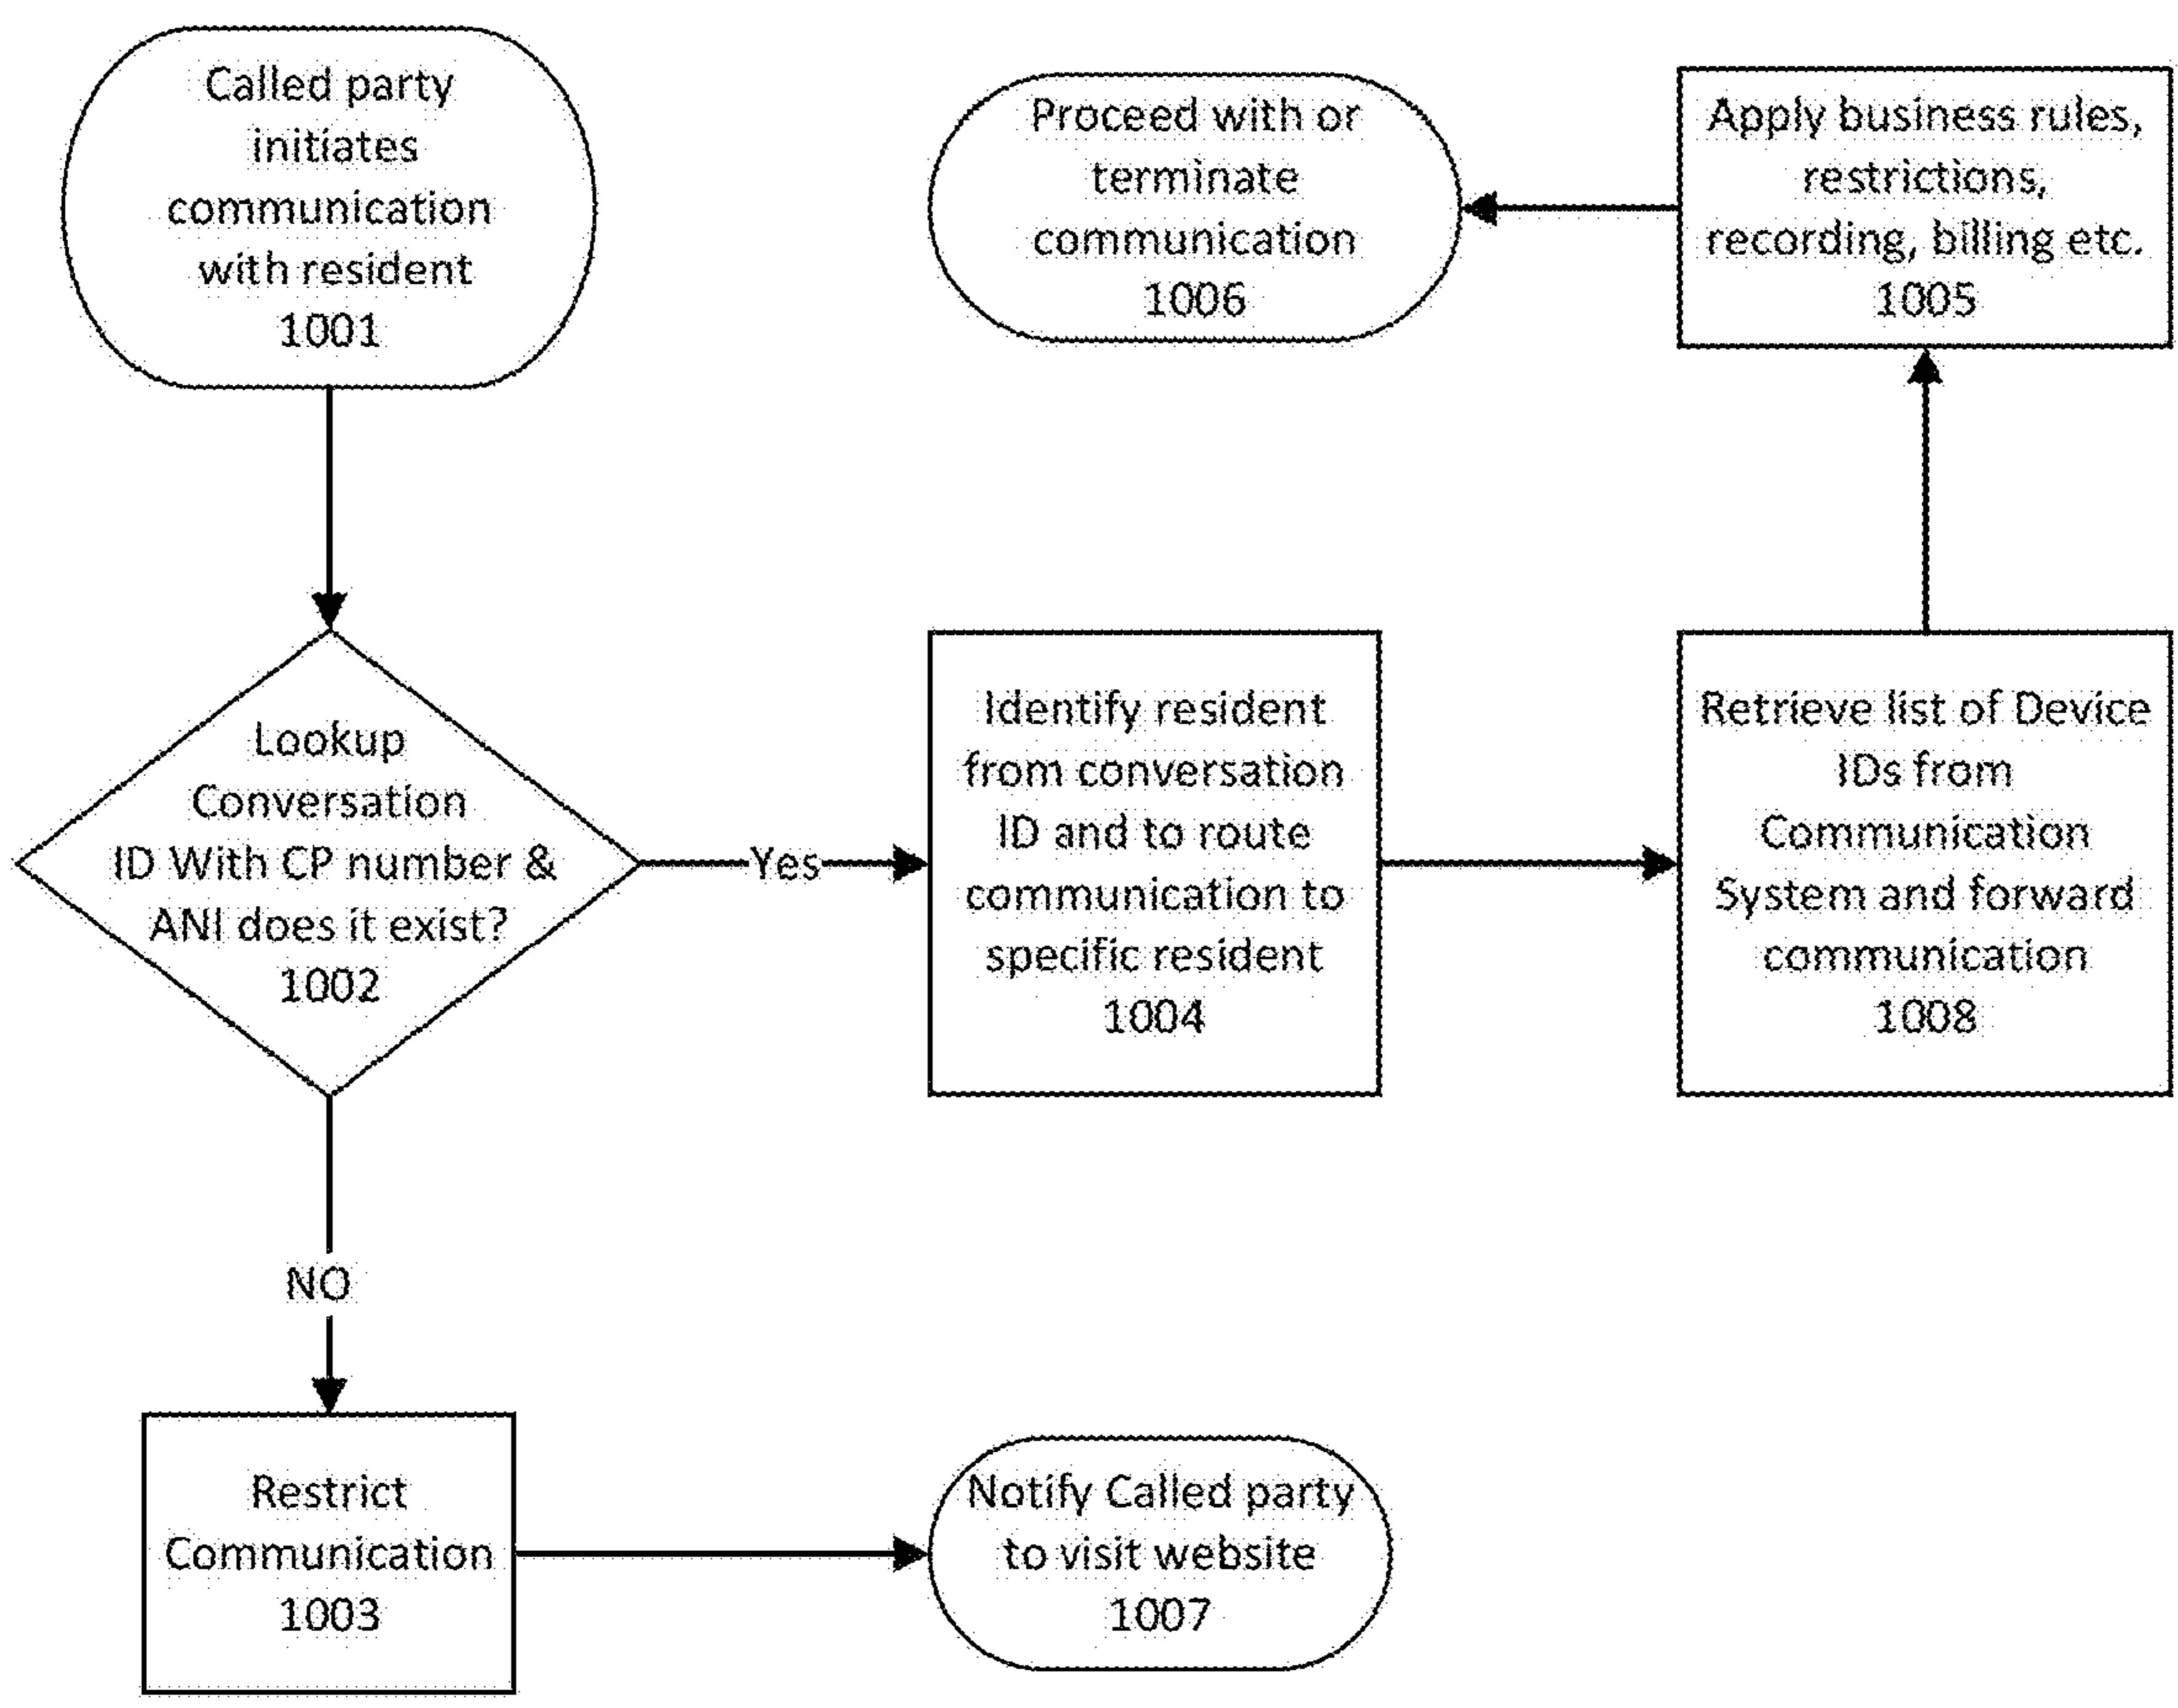 Called party
initiates
communication
with resident
1001
Lookup
Conversation
ID With CP number &
ANI does it exist?
1002
Yes
Identify resident
from conversation
ID and to route
communication to
specific resident
1004
Retrieve list of Device
IDs from
Communication
System and forward
communication
1008
Apply business rules,
restrictions,
recording, billing etc.
1005
Proceed with or
terminate
communication
1006
NO
Restrict
Communication
1003
Notify Called party
to visit website
1007